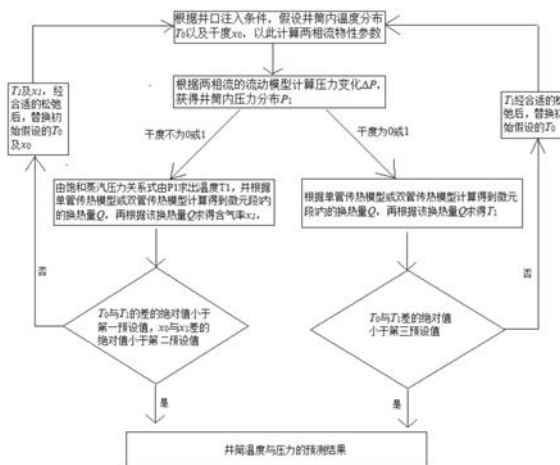 根据井口注入条件，假设井筒内温度分布
T0以及干度x0，以此计算两相流物性参数
根据两相流的流动模型计算压力变化ΔP，
获得井筒内压力分布P1
T1及x1，经
合适的松弛
后，替换初
始假设的T0
及x0
T1经合适的松
弛后，替换初
始假设的T0
干度不为0或1
干度为0或1
由饱和蒸汽压力关系式由P1求出温度T1，并根据
单管传热模型或双管传热模型计算得到微元段l内
的换热量Q，再根据该换热量Q求得含气率x1，
根据单管传热模型或双管传热模型计算得到微元
段l内的换热量Q，再根据该换热量Q求得T1
否
否
T0与T1的差的绝对值小于
第一预设值，x0与x1差的
绝对值小于第二预设值
T0与T1差的绝对值
小于第三预设值
是
是
井筒温度与压力的预测结果